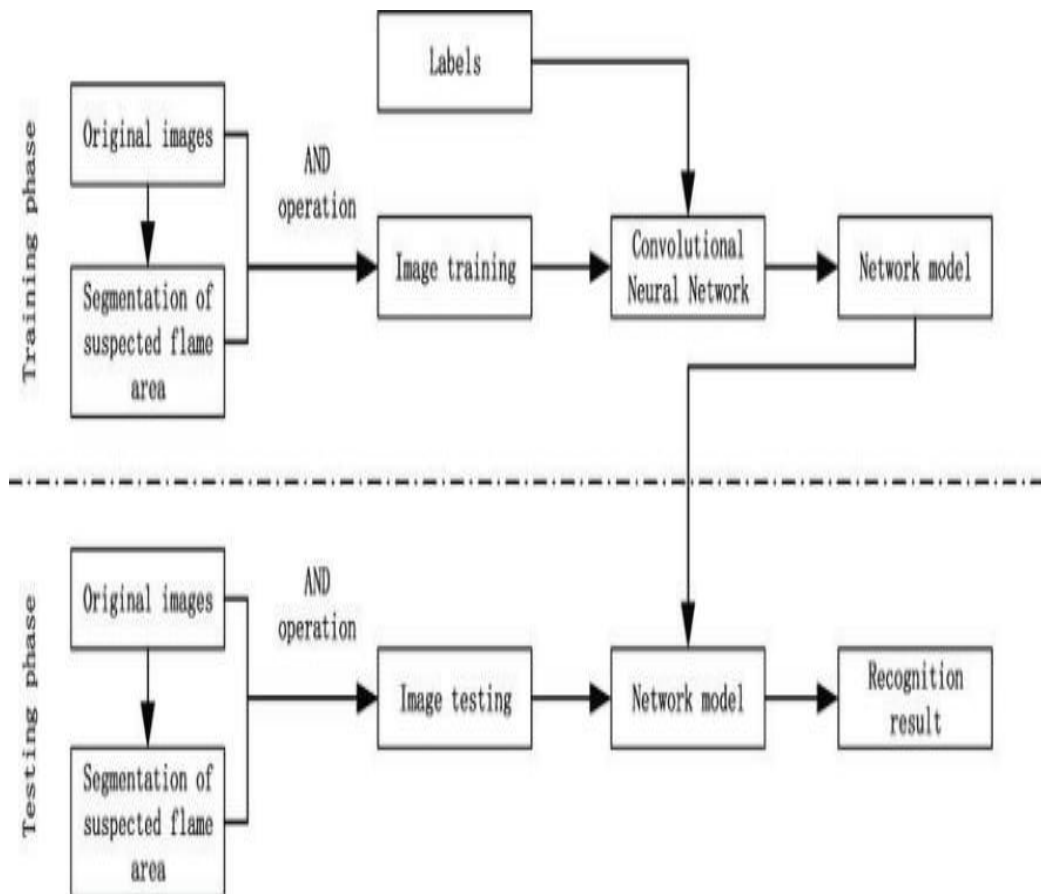 Training phase
Labels
Original images
AND
operation
Image training
Convolutional
Neural Network
Network model
Segmentation of
suspected flame
area
Testing phase
Original images
AND
operation
Image testing
Network model
Recognition
result
Segmentation of
suspected flame
area